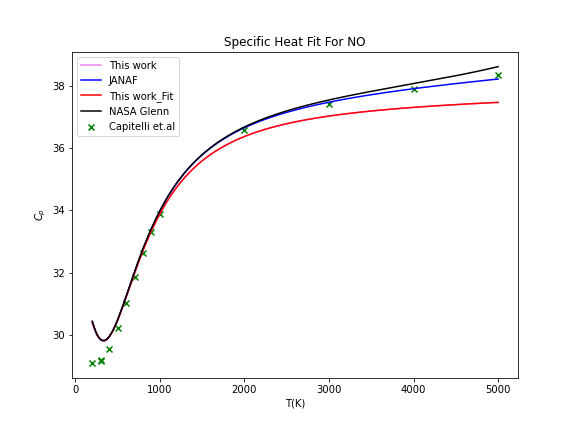 Specific Heat Fit For NO
This work
JANAF
This work_Fit
NASA Glenn
Capitelli et.al
38
36
34
32
30
C_p
0
1000
2000
3000
4000
5000
T(K)